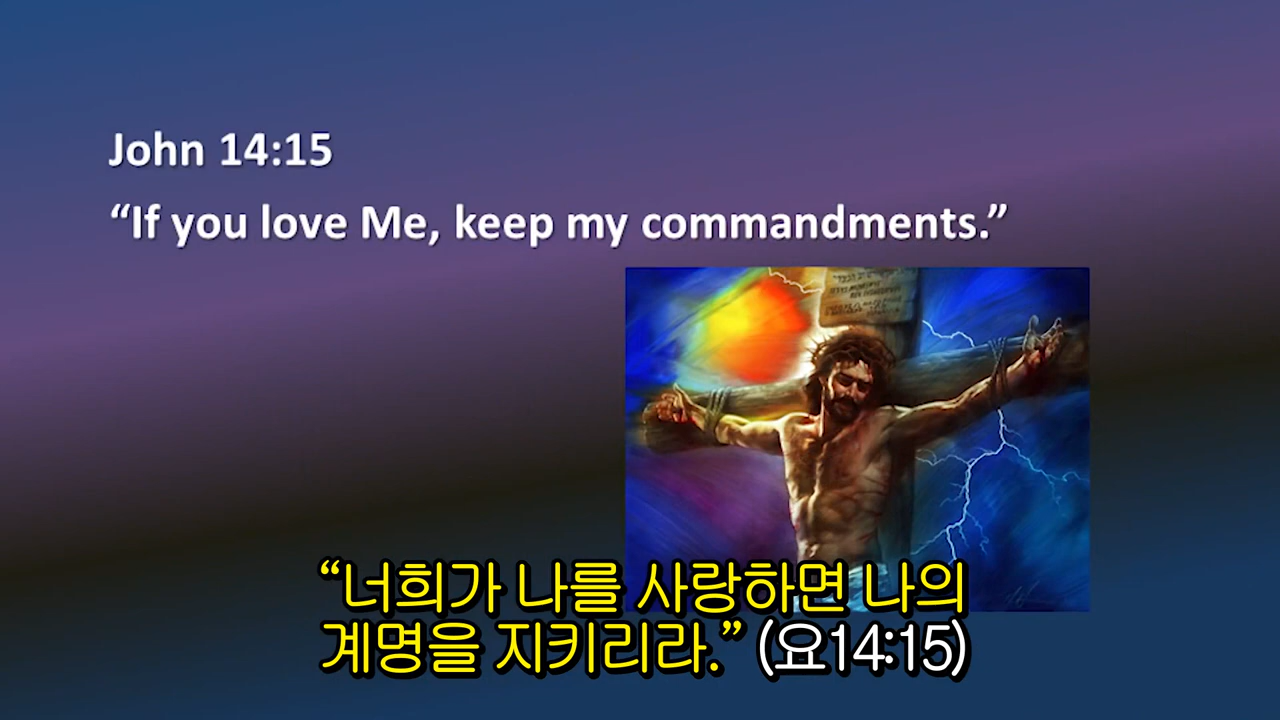 John 14:15
“If you love Me, keep my commandments.”
“너희가 나를 사랑하면 나의
계명을 지키리라.” (요14:15)